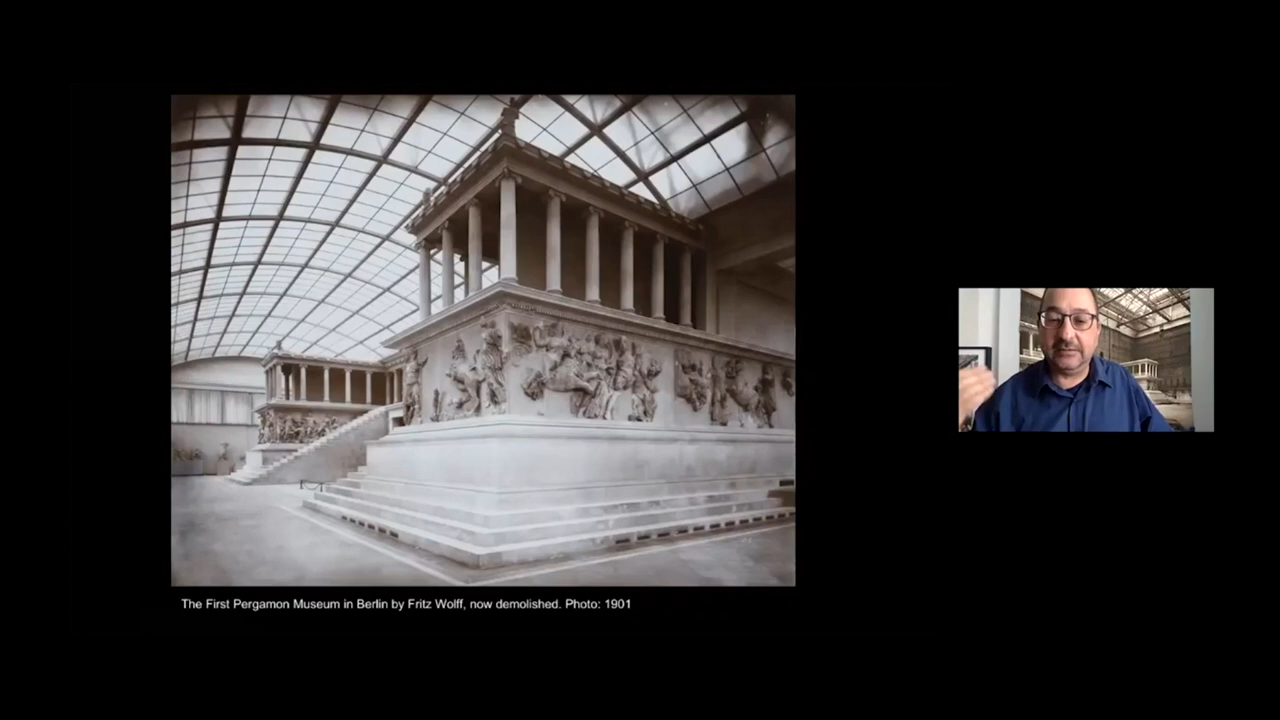 The First Pergamon Museum in Berlin by Fritz Wolff, now demolished. Photo: 1901